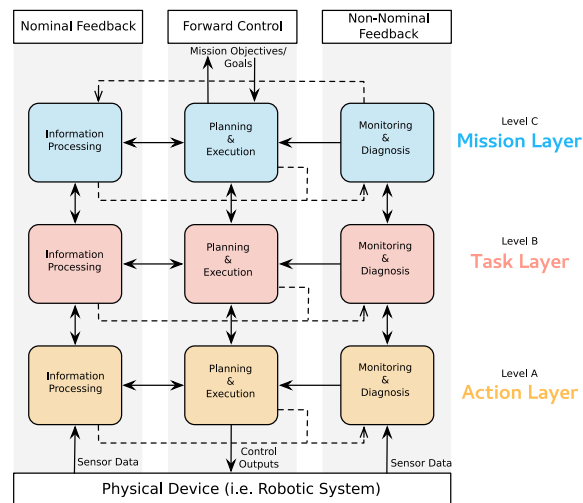 Nominal Feedback
Forward Control
Non-Nominal
Feedback
Mission Objectives/
Goals
Information
Processing
Planning
&
Execution
Monitoring
&
Diagnosis
Level C
Mission Layer
Information
Processing
Planning
&
Execution
Monitoring
&
Diagnosis
Level B
Task Layer
Information
Processing
Planning
&
Execution
Monitoring
&
Diagnosis
Level A
Action Layer
Sensor Data
Control
Outputs
Sensor Data
Physical Device (i.e. Robotic System)